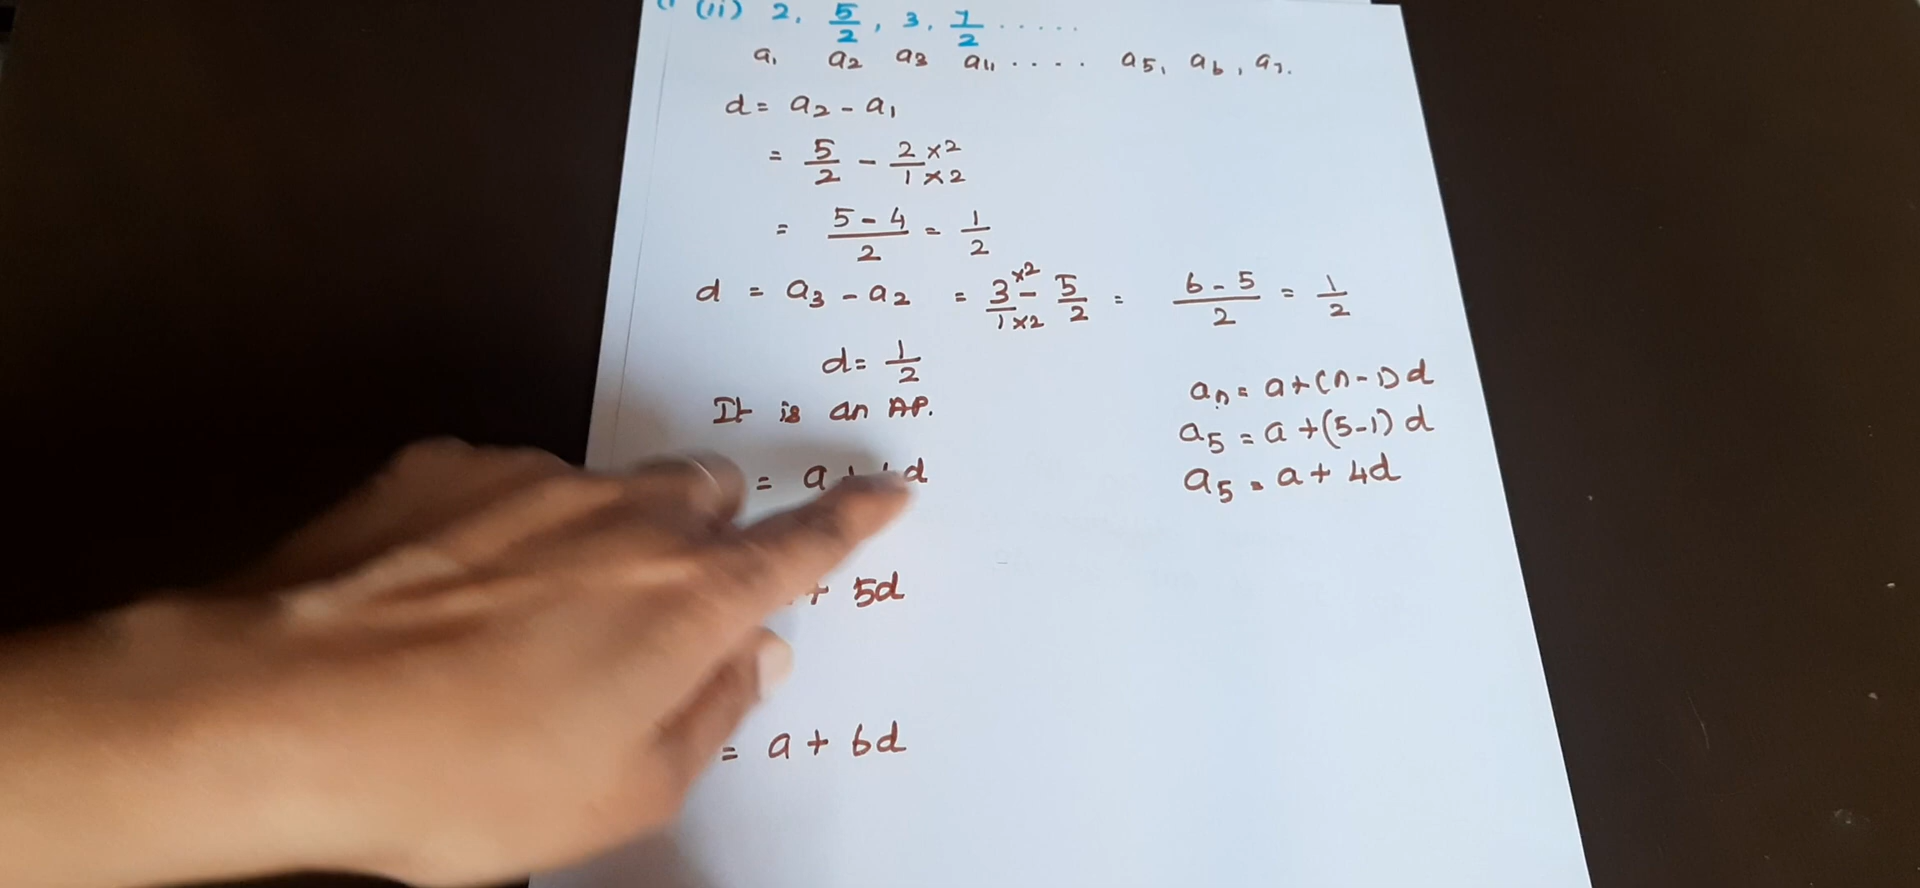 (ii) 2, 5/2, 3, 7/2 .....
a1 a2 a3 a4 .... a5, a6, a7.
d = a2 - a1
= 5/2 - 2/1 ×2 ×2
= 5-4/2 = 1/2
d = a3 - a2 = 3/1 ×2 ×2 - 5/2 = 6-5/2 = 1/2
d = 1/2
It is an AP.
an = a+(n-1)d
a5 = a+(5-1)d
a5 = a+4d
= a + d
+ 5d
= a + 6d